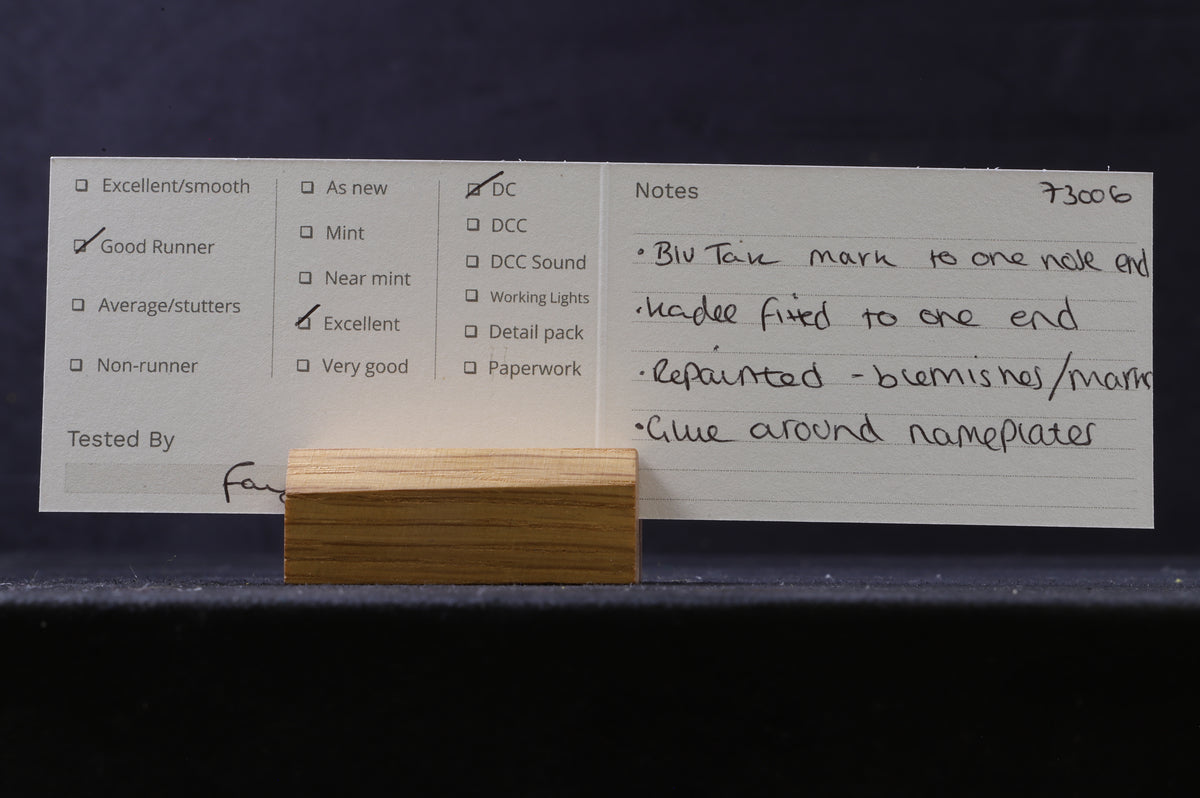 Excellent/smooth
Good Runner
Average/stutters
Non-runner
Tested By
As new
Mint
Near mint
Excellent
Very good
DC
DCC
DCC Sound
Working Lights
Detail pack
Paperwork
Notes 73006
• Blu Tak mark to one nose end
• Kadee fitted to one end
• Repainted - blemishes/marks
• Glue around nameplates